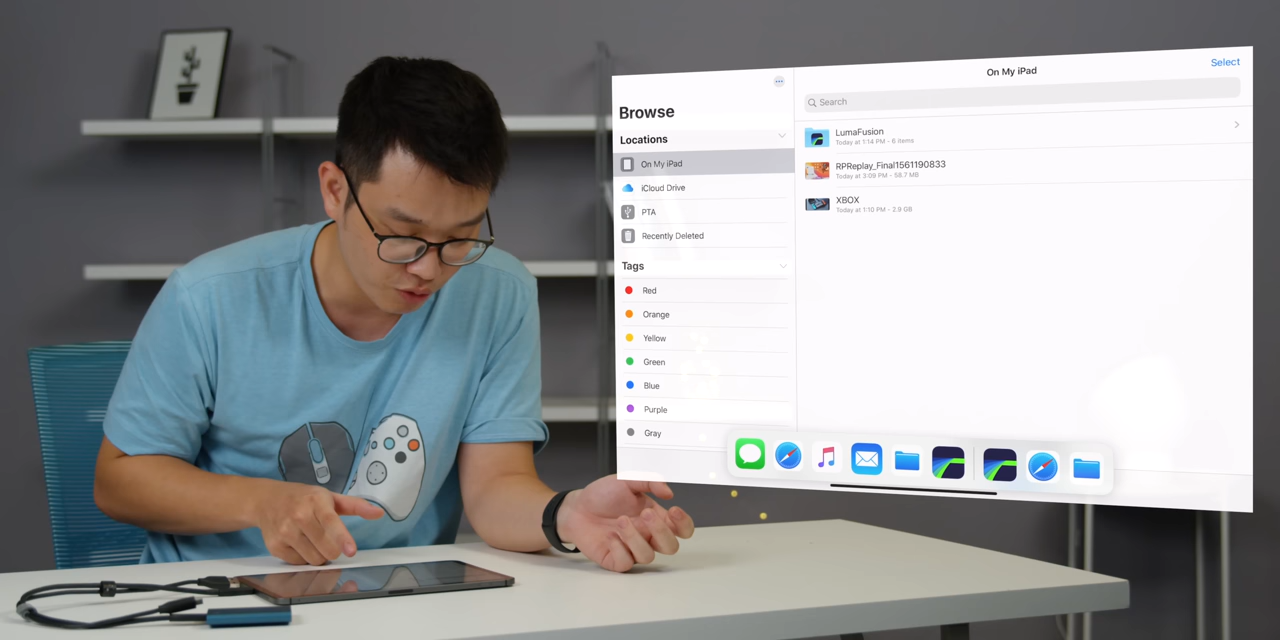 Browse
Locations
On My iPad
iCloud Drive
PTA
Recently Deleted
Tags
Red
Orange
Yellow
Green
Blue
Purple
Gray
On My iPad
Select
Search
LumaFusion
Today at 1:14 PM - 6 items
RPReplay_Final1561190833
Today at 3:09 PM - 58.7 MB
XBOX
Today at 1:10 PM - 2.9 GB